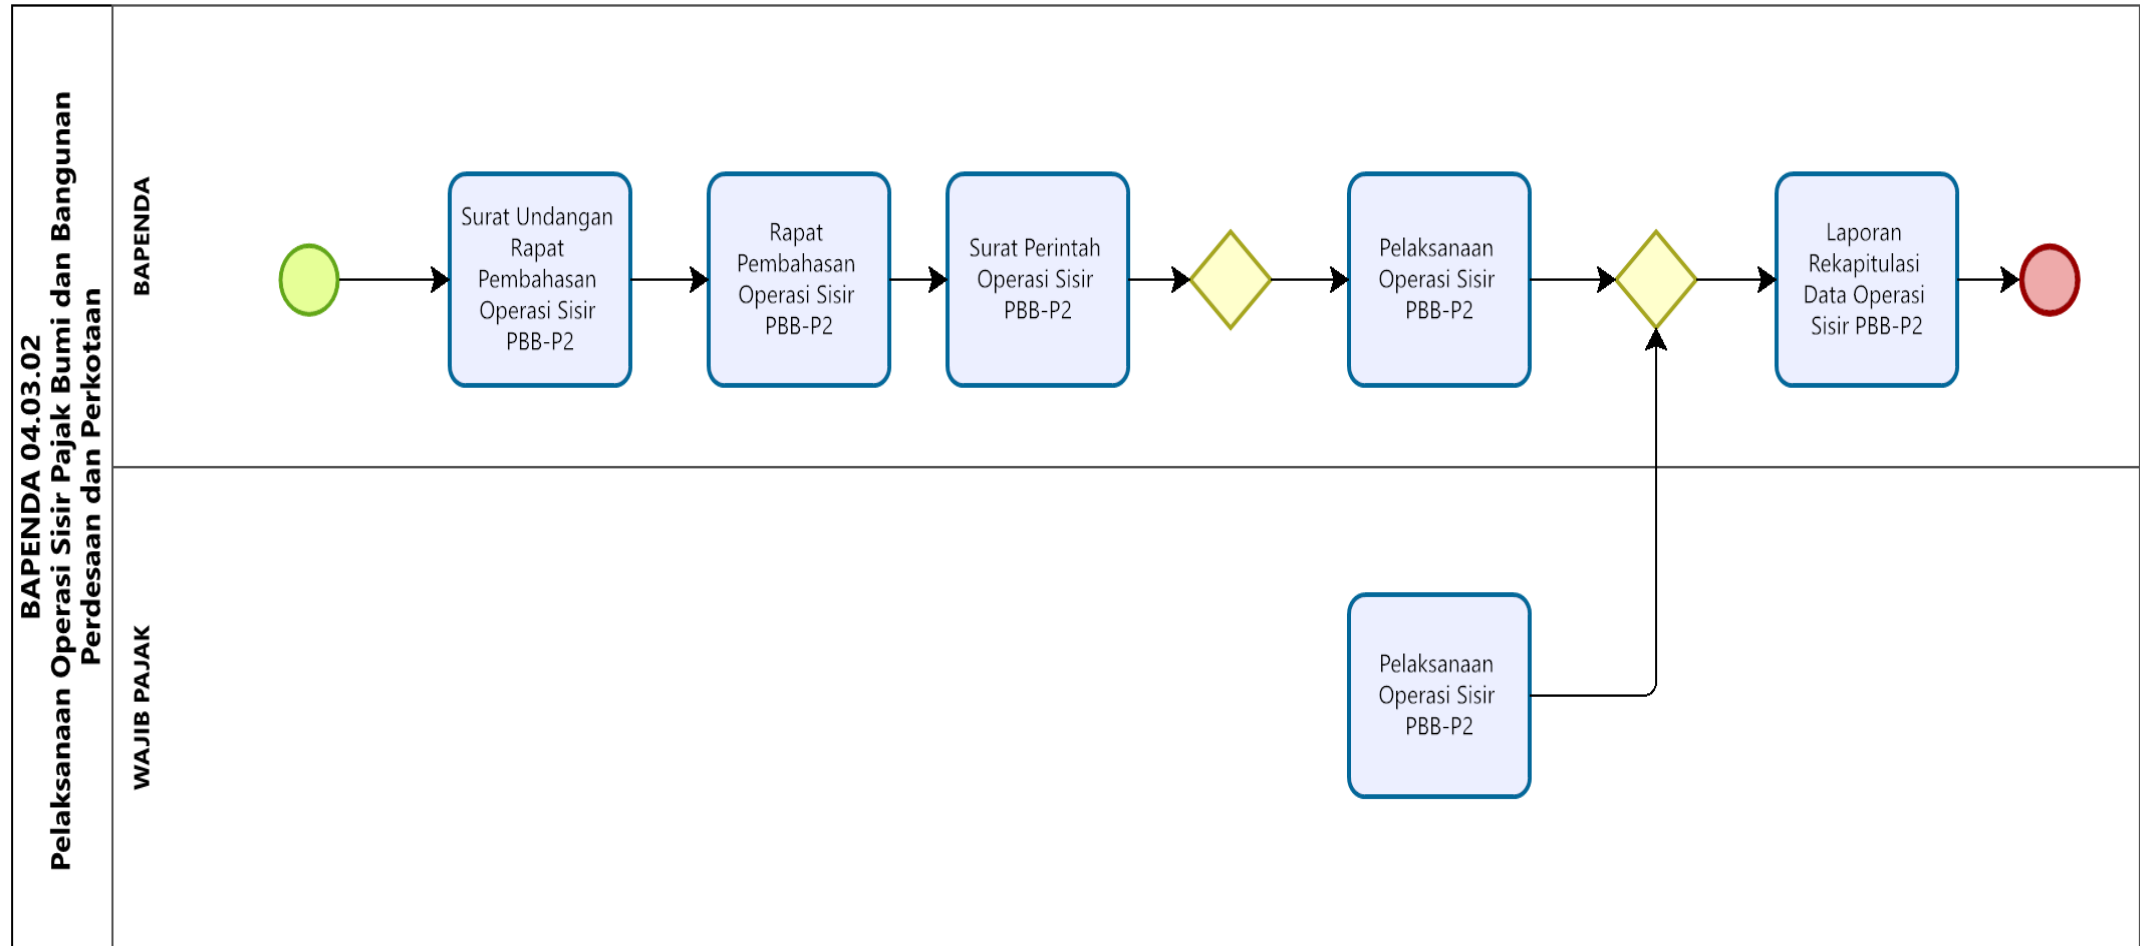 BAPENDA 04.03.02
Pelaksanaan Operasi Sisir Pajak Bumi dan Bangunan
Perdesaan dan Perkotaan
BAPENDA
Surat Undangan
Rapat
Pembahasan
Operasi Sisir
PBB-P2
Rapat
Pembahasan
Operasi Sisir
PBB-P2
Surat Perintah
Operasi Sisir
PBB-P2
Pelaksanaan
Operasi Sisir
PBB-P2
Laporan
Rekapitulasi
Data Operasi
Sisir PBB-P2
WAJIB PAJAK
Pelaksanaan
Operasi Sisir
PBB-P2